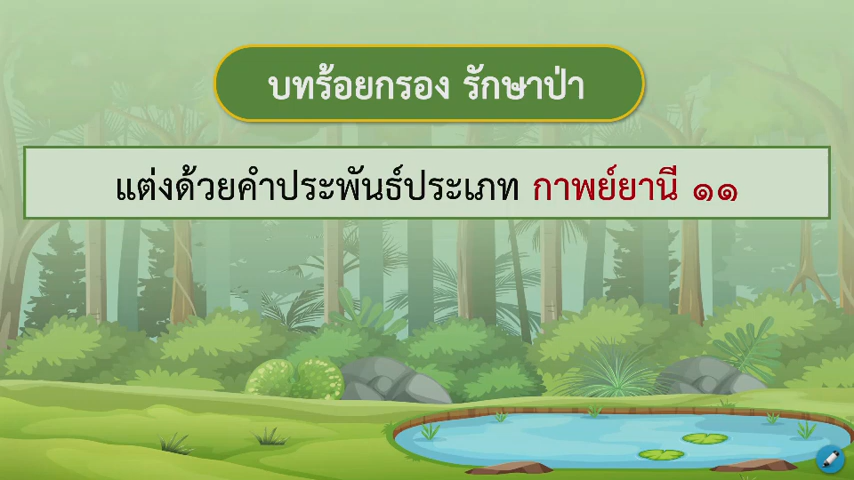 บทร้อยกรอง รักษาป่า
แต่งด้วยคำประพันธ์ประเภท กาพย์ยานี ๑๑